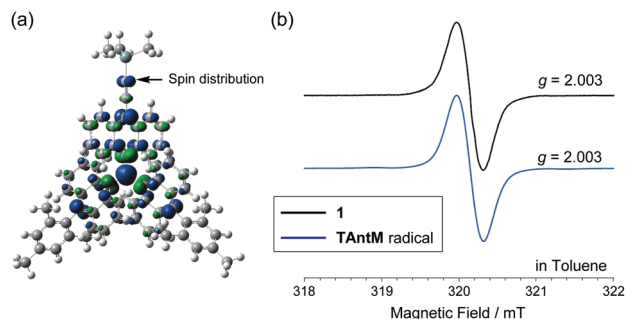 (a)
Spin distribution
(b)
g = 2.003
g = 2.003
1
TAntM radical
in Toluene
318 319 320 321 322
Magnetic Field / mT